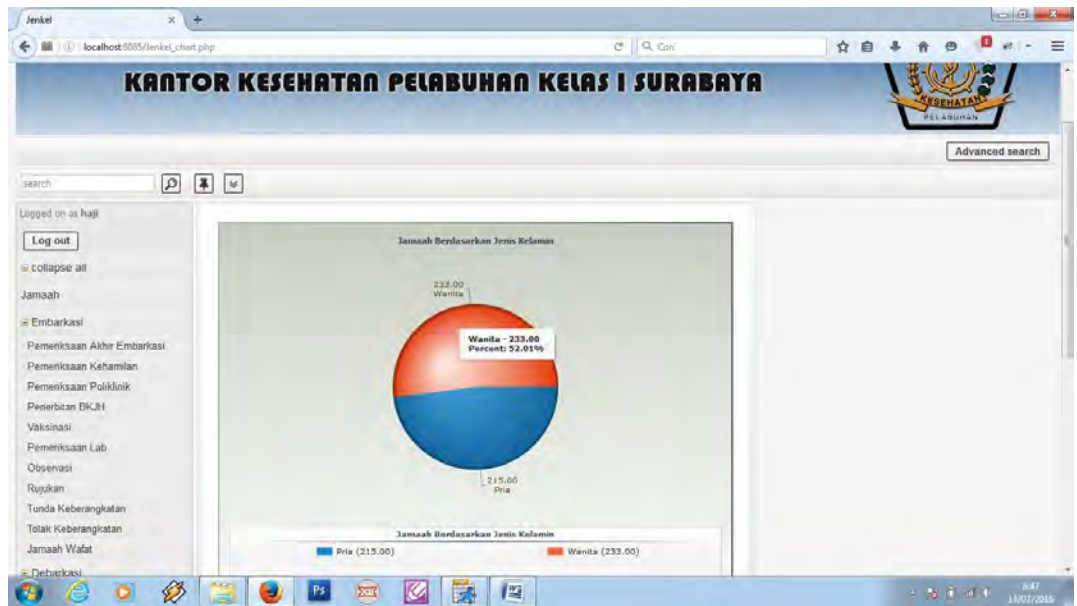 Jenkel
localhost:8085/Jenkel_chart.php
Cari
KANTOR KESEHATAN PELABUHAN KELAS I SURABAYA
KESEHATAN
PELABUHAN
Advanced search
search
Logged on as haji
Log out
collapse all
Jamaah
Embarkasi
Pemeriksaan Akhir Embarkasi
Pemeriksaan Kehamilan
Pemeriksaan Poliklinik
Penerbitan BKJH
Vaksinasi
Pemeriksaan Lab
Observasi
Rujukan
Tunda Keberangkatan
Tolak Keberangkatan
Jamaah Wafat
Debarkasi
Jamaah Berdasarkan Jenis Kelamin
233.00
Wanita
Wanita - 233.00
Percent: 52.01%
215.00
Pria
Jamaah Berdasarkan Jenis Kelamin
Pria (215.00)
Wanita (233.00)
Ps
6:47